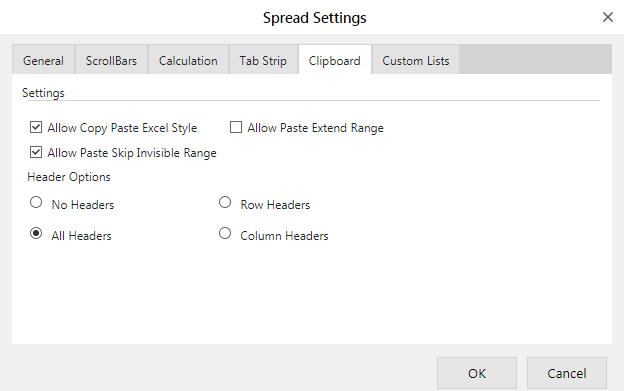 Spread Settings
General ScrollBars Calculation Tab Strip Clipboard Custom Lists
Settings
Allow Copy Paste Excel Style Allow Paste Extend Range
Allow Paste Skip Invisible Range
Header Options
No Headers Row Headers
All Headers Column Headers
OK Cancel